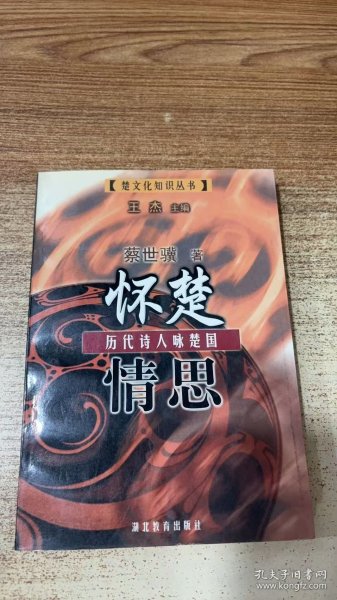 【楚文化知识丛书】
王杰 主编
蔡世骥 著
怀楚
历代诗人咏楚国
情思
湖北教育出版社
孔夫子旧书网
kongfz.com